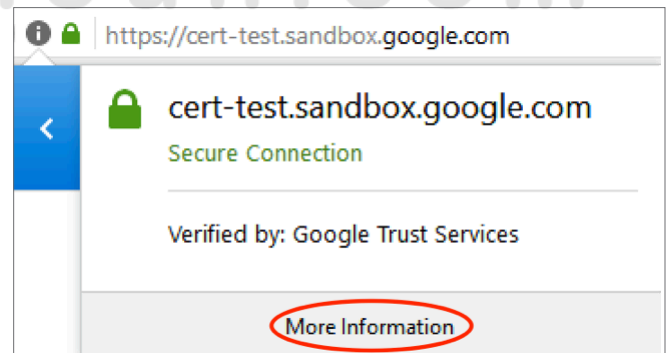 https://cert-test.sandbox.google.com
cert-test.sandbox.google.com
Secure Connection
Verified by: Google Trust Services
More Information